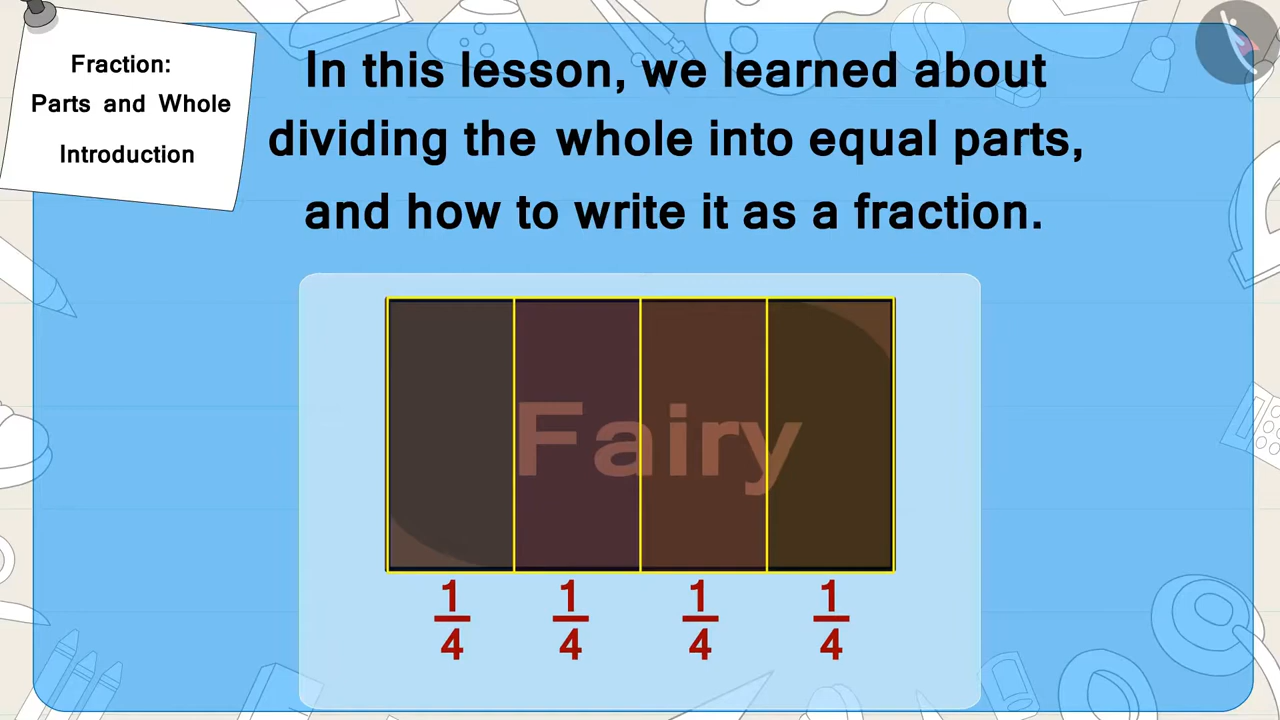 Fraction:
Parts and Whole
Introduction
In this lesson, we learned about
dividing the whole into equal parts,
and how to write it as a fraction.
Fairy
1/4 1/4 1/4 1/4